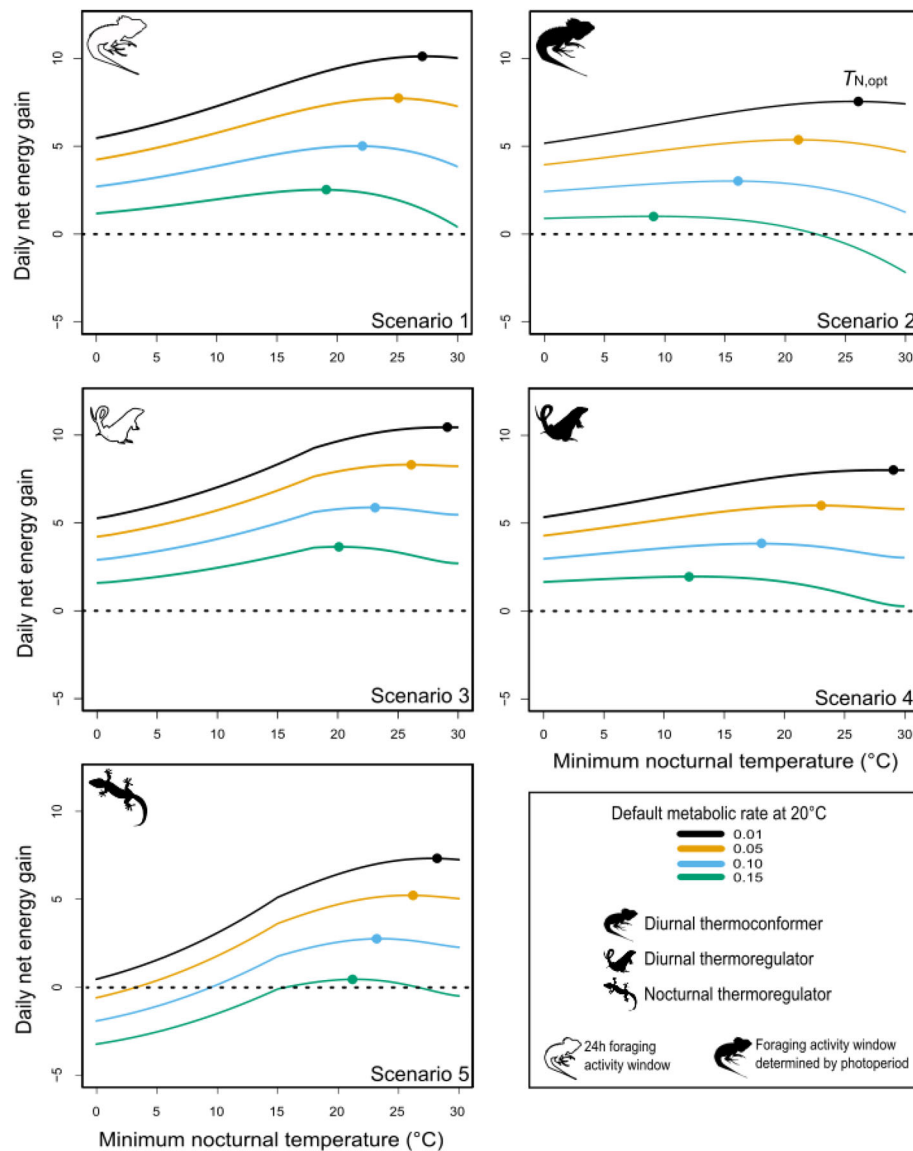 Daily net energy gain
10
5
0
-5
Scenario 1
0 5 10 15 20 25 30
TN,opt
10
5
0
-5
Scenario 2
0 5 10 15 20 25 30
Daily net energy gain
10
5
0
-5
Scenario 3
0 5 10 15 20 25 30
10
5
0
-5
Scenario 4
0 5 10 15 20 25 30
Minimum nocturnal temperature (°C)
Daily net energy gain
10
5
0
-5
Scenario 5
0 5 10 15 20 25 30
Minimum nocturnal temperature (°C)
Default metabolic rate at 20°C
0.01
0.05
0.10
0.15
Diurnal thermoconformer
Diurnal thermoregulator
Nocturnal thermoregulator
24h foraging
activity window
Foraging activity window
determined by photoperiod